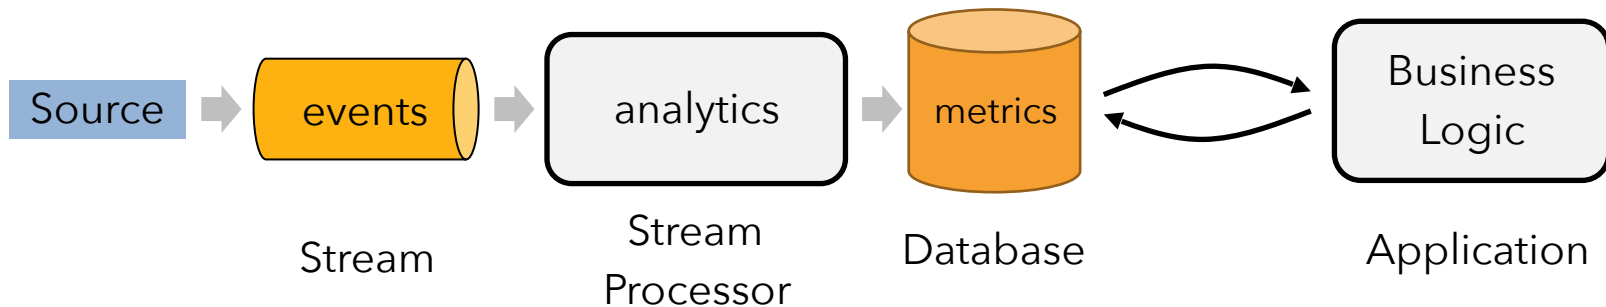 Source
events
analytics
metrics
Business
Logic
Stream
Stream
Processor
Database
Application